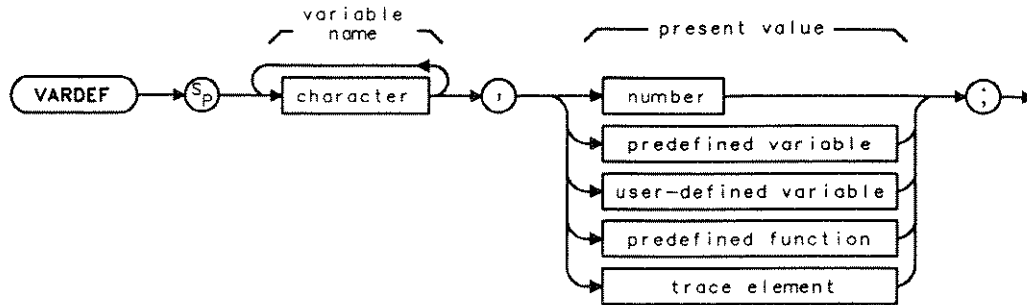 variable
name
present value
VARDEF
SP
character
,
number
;
predefined variable
user-defined variable
predefined function
trace element